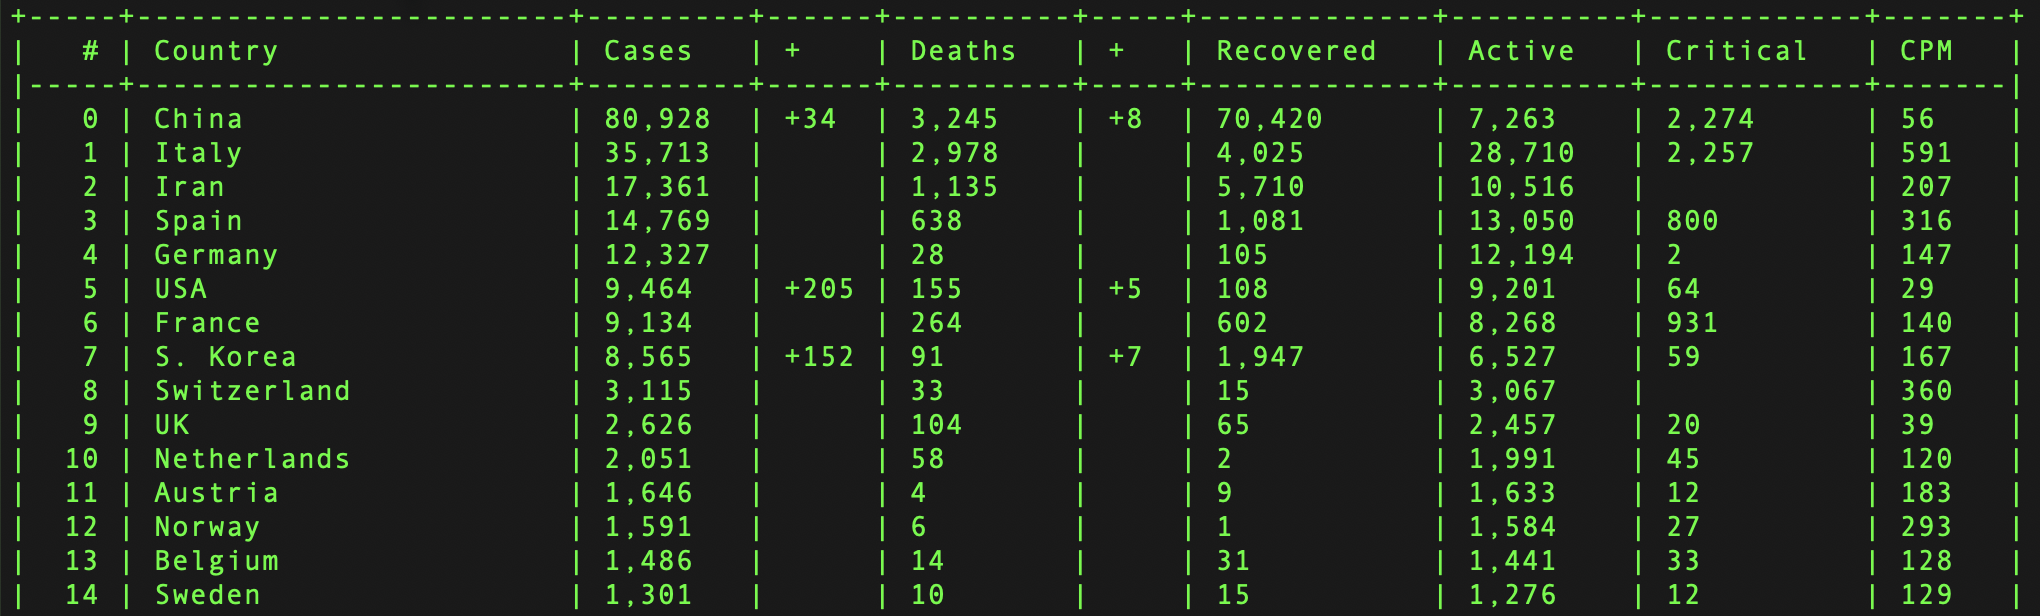 +-----+-------------------------+---------+------+----------+-----+-------------+----------+------------+-------+
|   # | Country                 | Cases   | +    | Deaths   | +   | Recovered   | Active   | Critical   | CPM   |
|-----+-------------------------+---------+------+----------+-----+-------------+----------+------------+-------|
|   0 | China                   | 80,928  | +34  | 3,245    | +8  | 70,420      | 7,263    | 2,274      | 56    |
|   1 | Italy                   | 35,713  |      | 2,978    |     | 4,025       | 28,710   | 2,257      | 591   |
|   2 | Iran                    | 17,361  |      | 1,135    |     | 5,710       | 10,516   |            | 207   |
|   3 | Spain                   | 14,769  |      | 638      |     | 1,081       | 13,050   | 800        | 316   |
|   4 | Germany                 | 12,327  |      | 28       |     | 105         | 12,194   | 2          | 147   |
|   5 | USA                     | 9,464   | +205 | 155      | +5  | 108         | 9,201    | 64         | 29    |
|   6 | France                  | 9,134   |      | 264      |     | 602         | 8,268    | 931        | 140   |
|   7 | S. Korea                | 8,565   | +152 | 91       | +7  | 1,947       | 6,527    | 59         | 167   |
|   8 | Switzerland             | 3,115   |      | 33       |     | 15          | 3,067    |            | 360   |
|   9 | UK                      | 2,626   |      | 104      |     | 65          | 2,457    | 20         | 39    |
|  10 | Netherlands             | 2,051   |      | 58       |     | 2           | 1,991    | 45         | 120   |
|  11 | Austria                 | 1,646   |      | 4        |     | 9           | 1,633    | 12         | 183   |
|  12 | Norway                  | 1,591   |      | 6        |     | 1           | 1,584    | 27         | 293   |
|  13 | Belgium                 | 1,486   |      | 14       |     | 31          | 1,441    | 33         | 128   |
|  14 | Sweden                  | 1,301   |      | 10       |     | 15          | 1,276    | 12         | 129   |